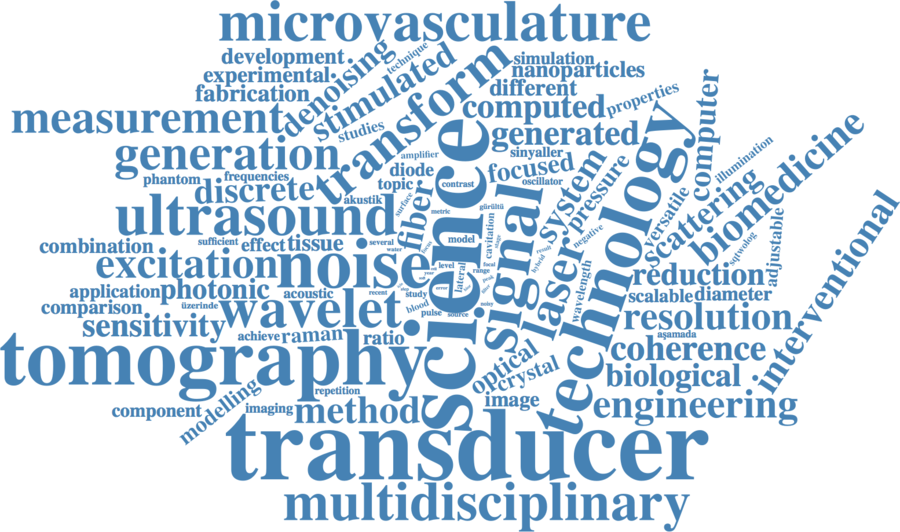 microvasculature
development
technique
simulation
experimental
denoising
stimulated
nanoparticles
fabrication
transform
different
computer
measurement
computed
properties
studies
generated
generation
amplifier
sinyaller
science
technology
biomedicine
phantom
frequencies
diode
focused
system
pressure
illumination
discrete
topic
contrast
oscillator
scattering
akustik
surface
fiber
versatile
ultrasound
metric
gürültü
signal
interventional
combination
sufficient
effect
tissue
several
model
cavitation
negative
adjustable
water
result
hybrid
excitation
noise
level
lateral
focal
range
laser
wavelength
reduction
application
photonic
acoustic
recent
study
scalable
diameter
comparison
üzerinde
wavelet
blood
pulse
source
noisy
resolution
sensitivity
achieve
raman
ratio
aşamada
tomography
optical
crystal
coherence
repetition
biological
modelling
component
imaging
method
image
engineering
transducer
multidisciplinary